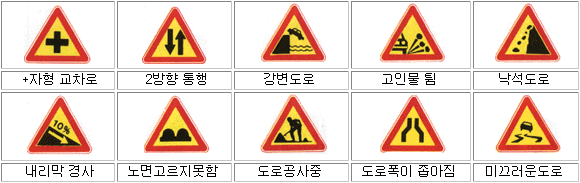 +자형 교차로
2방향 통행
강변도로
고인물 튐
낙석도로
10%
내리막 경사
노면고르지못함
도로공사중
도로폭이 좁아짐
미끄러운도로